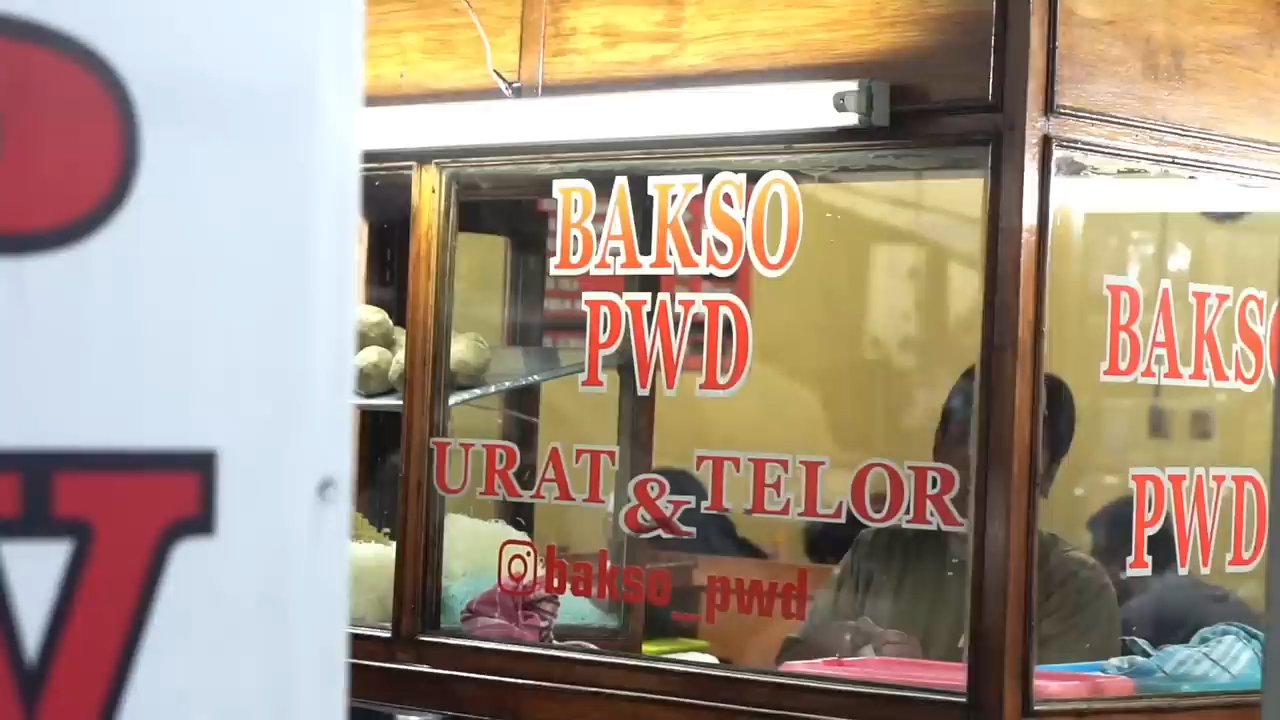 P
W
BAKSO
PWD
URAT & TELOR
bakso_pwd
BAKSO
PWD